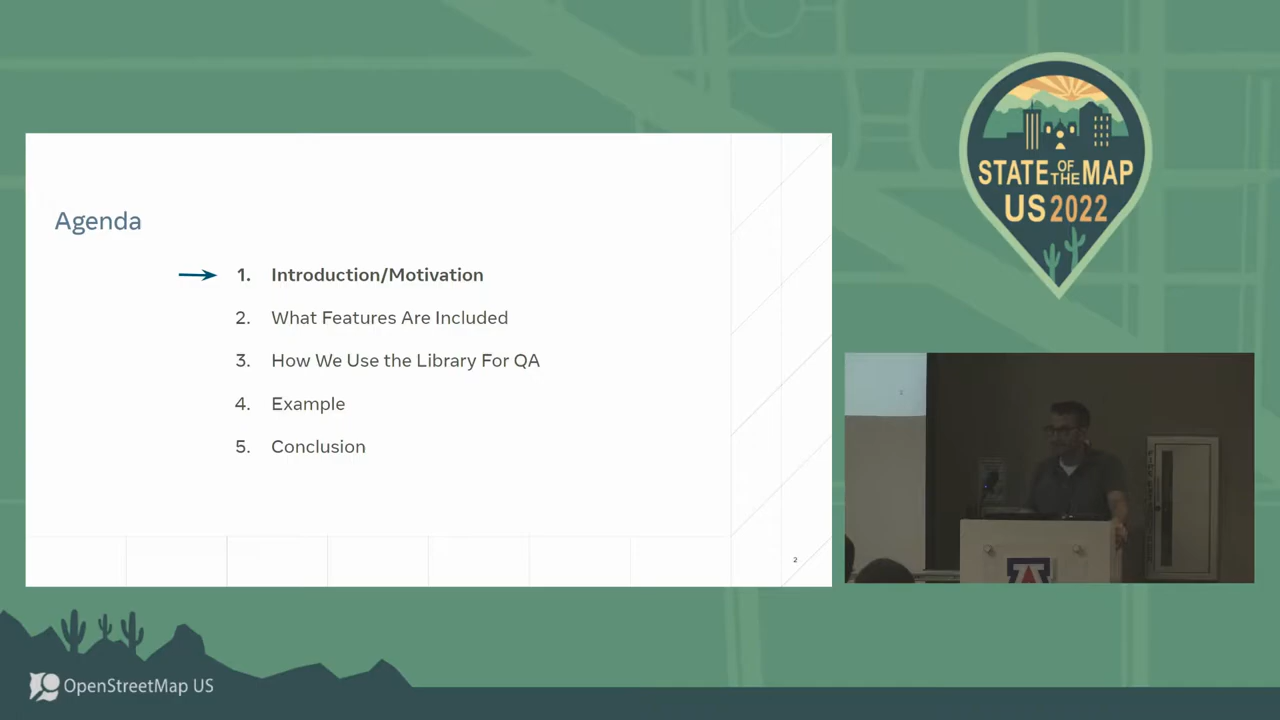 STATE OF THE MAP
US 2022
Agenda
1. Introduction/Motivation
2. What Features Are Included
3. How We Use the Library For QA
4. Example
5. Conclusion
2
A
OpenStreetMap US